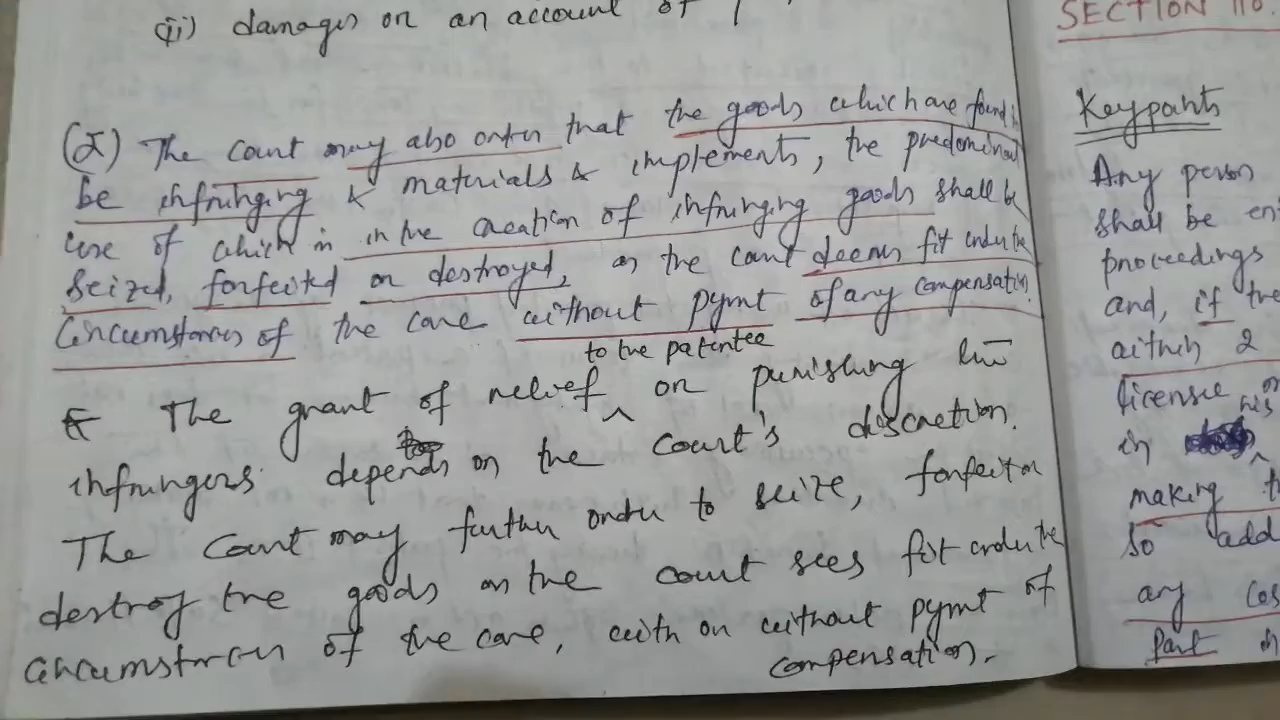 (ii) damages or an account of
(2) The Court may also order that the goods which are found to
be infringing & materials & implements, the predominant
use of which is in the creation of infringing goods shall be
seized, forfeited or destroyed, as the court deems fit under the
circumstances of the case without pymt of any compensation.
to the patentee
The grant of relief ^ or punishing the
infringers depends on the Court's discretion.
The Court may further order to seize, forfeit or
destroy the goods as the court sees fit under the
circumstances of the case, with or without pymt of
compensation.
SECTION 110.
Keypoints
Any person
shall be
proceedings
and, if the
either 2
license or
in ^ his
making
so add
any
part